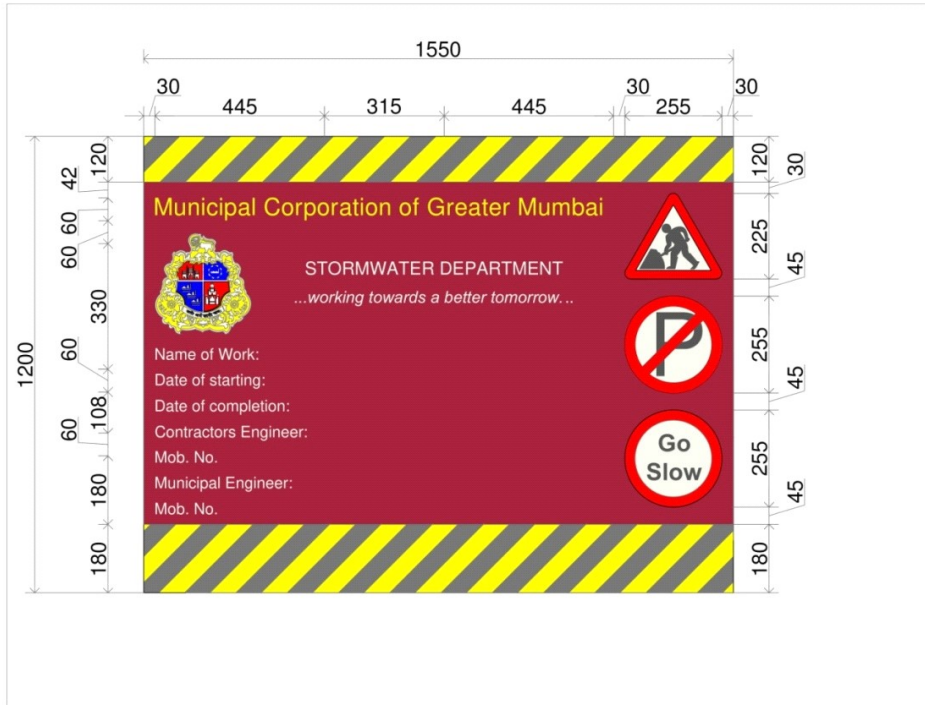 1550
30
30
30
445
315
445
255
120
42
60
60
330
60
108
60
180
180
1200
120
30
225
45
255
45
255
45
180
Municipal Corporation of Greater Mumbai
STORMWATER DEPARTMENT
...working towards a better tomorrow...
Name of Work:
Date of starting:
Date of completion:
Contractors Engineer:
Mob. No.
Municipal Engineer:
Mob. No.
P
Go
Slow